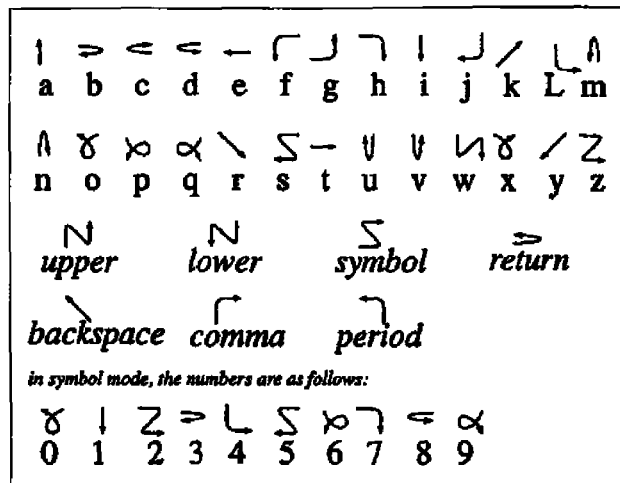 a b c d e f g h i j k L m
n o p q r s t u v w x y z
upper lower symbol return
backspace comma period
in symbol mode, the numbers are as follows:
0 1 2 3 4 5 6 7 8 9